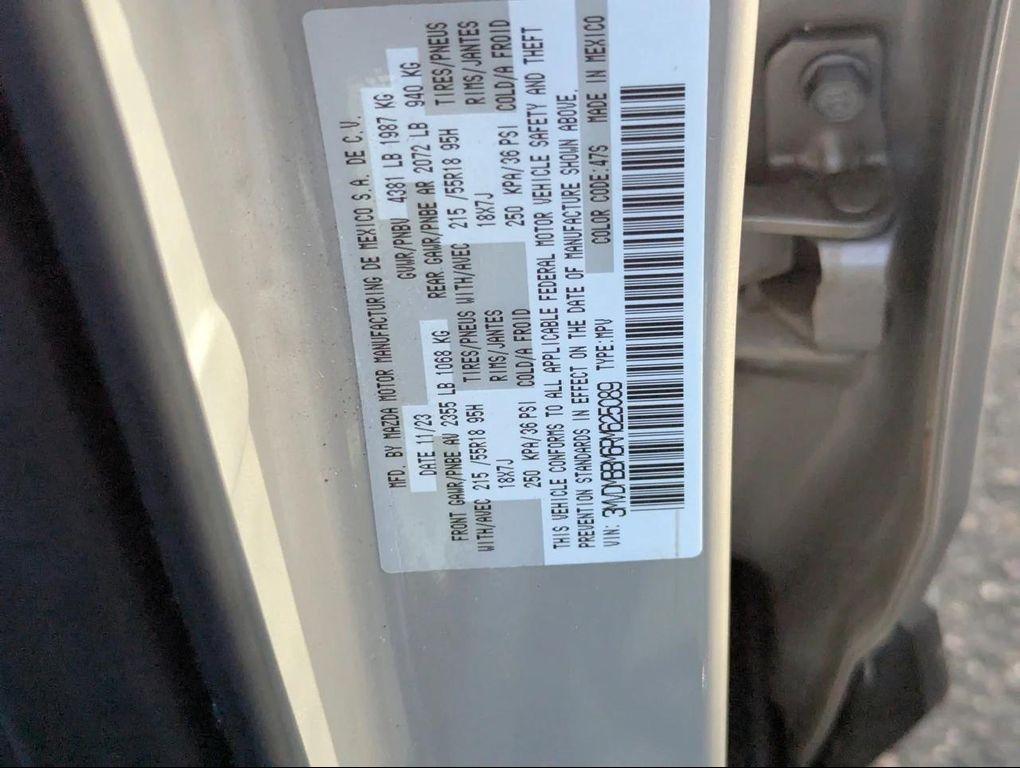 MFD. BY MAZDA MOTOR MANUFACTURING DE MEXICO S.A. DE C.V.
DATE:11/23 GVWR/PNBV 4381 LB 1987 KG
FRONT GAWR/PNBE AV 2355 LB 1068 KG REAR GAWR/PNBE AR 2072 LB 940 KG
WITH/AVEC 215 /55R18 95H TIRES/PNEUS WITH/AVEC 215 /55R18 95H TIRES/PNEUS
18X7J RIMS/JANTES 18X7J RIMS/JANTES
250 KPA/36PSI COLD/A FROID 250 KPA/36PSI COLD/A FROID
THIS VEHICLE CONFORMS TO ALL APPLICABLE FEDERAL MOTOR VEHICLE SAFETY AND THEFT
PREVENTION STANDARDS IN EFFECT ON THE DATE OF MANUFACTURE SHOWN ABOVE.
VIN: 3MVDMBBM6RM625089 TYPE:MPV COLOR CODE:47S MADE IN MEXICO